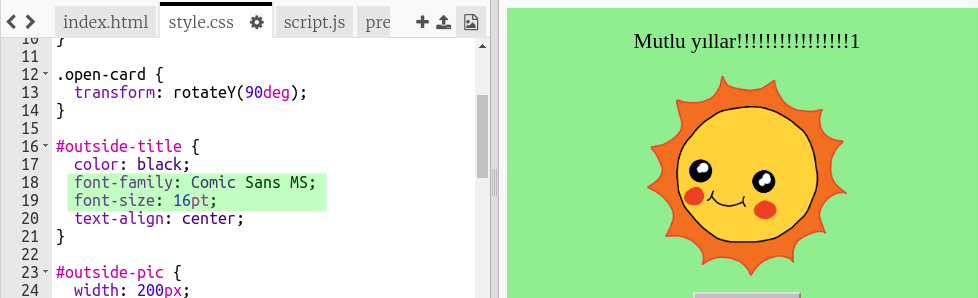 index.html style.css script.js pre
10 }
11
12 .open-card {
13 transform: rotateY(90deg);
14 }
15
16 #outside-title {
17 color: black;
18 font-family: Comic Sans MS;
19 font-size: 16pt;
20 text-align: center;
21 }
22
23 #outside-pic {
24 width: 200px;
Mutlu yıllar!!!!!!!!!!!!!!!!1